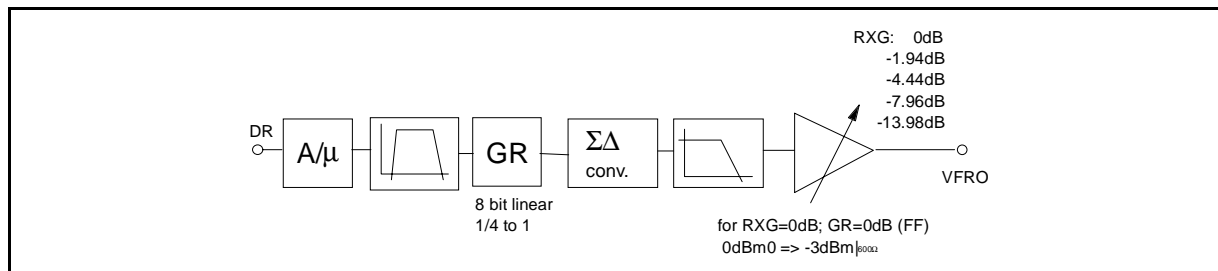 RXG: 0dB
-1.94dB
-4.44dB
-7.96dB
-13.98dB
DR
A/μ
GR
ΣΔ
conv.
VFRO
8 bit linear
1/4 to 1
for RXG=0dB; GR=0dB (FF)
0dBm0 => -3dBm|600Ω